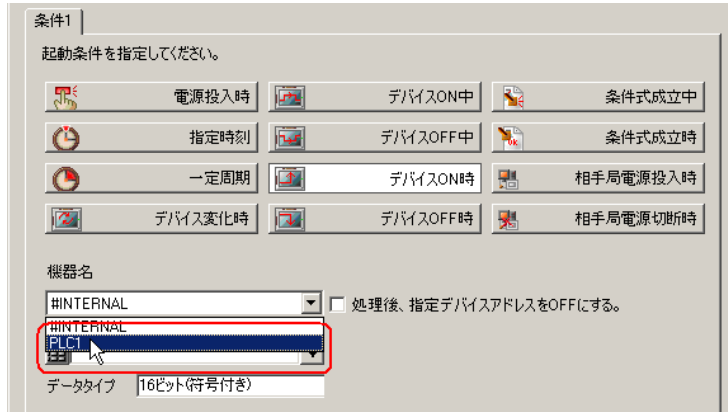 条件1
起動条件を指定してください。
電源投入時 デバイスON中 条件式成立中
指定時刻 デバイスOFF中 条件式成立時
一定周期 デバイスON時 相手局電源投入時
デバイス変化時 デバイスOFF時 相手局電源切断時
機器名
#INTERNAL 処理後、指定デバイスアドレスをOFFにする。
#INTERNAL
PLC1
データタイプ 16ビット(符号付き)